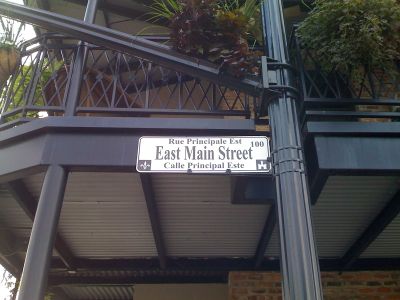 Rue Principale Est
East Main Street 100
Calle Principal Este